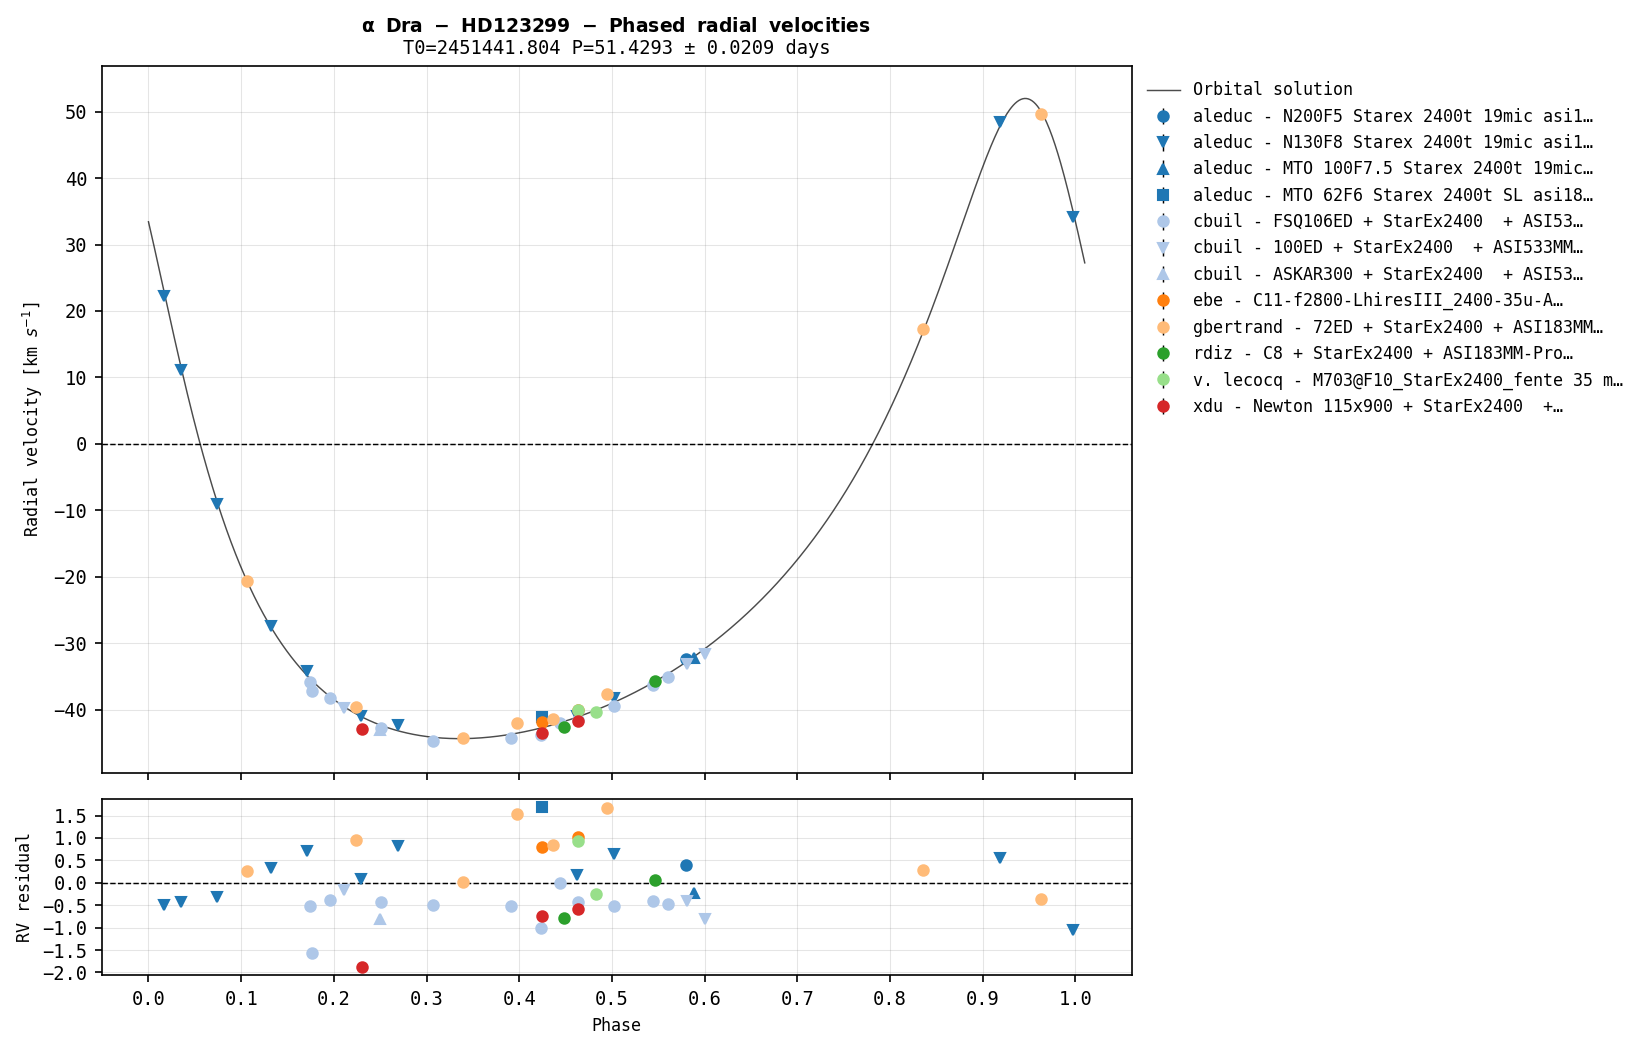 α Dra − HD123299 − Phased radial velocities
T0=2451441.804 P=51.4293 ± 0.0209 days
Radial velocity [km s⁻¹]
50
40
30
20
10
0
−10
−20
−30
−40
Orbital solution
aleduc - N200F5 Starex 2400t 19mic asi1…
aleduc - N130F8 Starex 2400t 19mic asi1…
aleduc - MTO 100F7.5 Starex 2400t 19mic…
aleduc - MTO 62F6 Starex 2400t SL asi18…
cbuil - FSQ106ED + StarEx2400  + ASI53…
cbuil - 100ED + StarEx2400  + ASI533MM…
cbuil - ASKAR300 + StarEx2400  + ASI53…
ebe - C11-f2800-LhiresIII_2400-35u-A…
gbertrand - 72ED + StarEx2400 + ASI183MM…
rdiz - C8 + StarEx2400 + ASI183MM-Pro…
v. lecocq - M703@F10_StarEx2400_fente 35 m…
xdu - Newton 115x900 + StarEx2400  +…
RV residual
1.5
1.0
0.5
0.0
−0.5
−1.0
−1.5
−2.0
0.0 0.1 0.2 0.3 0.4 0.5 0.6 0.7 0.8 0.9 1.0
Phase